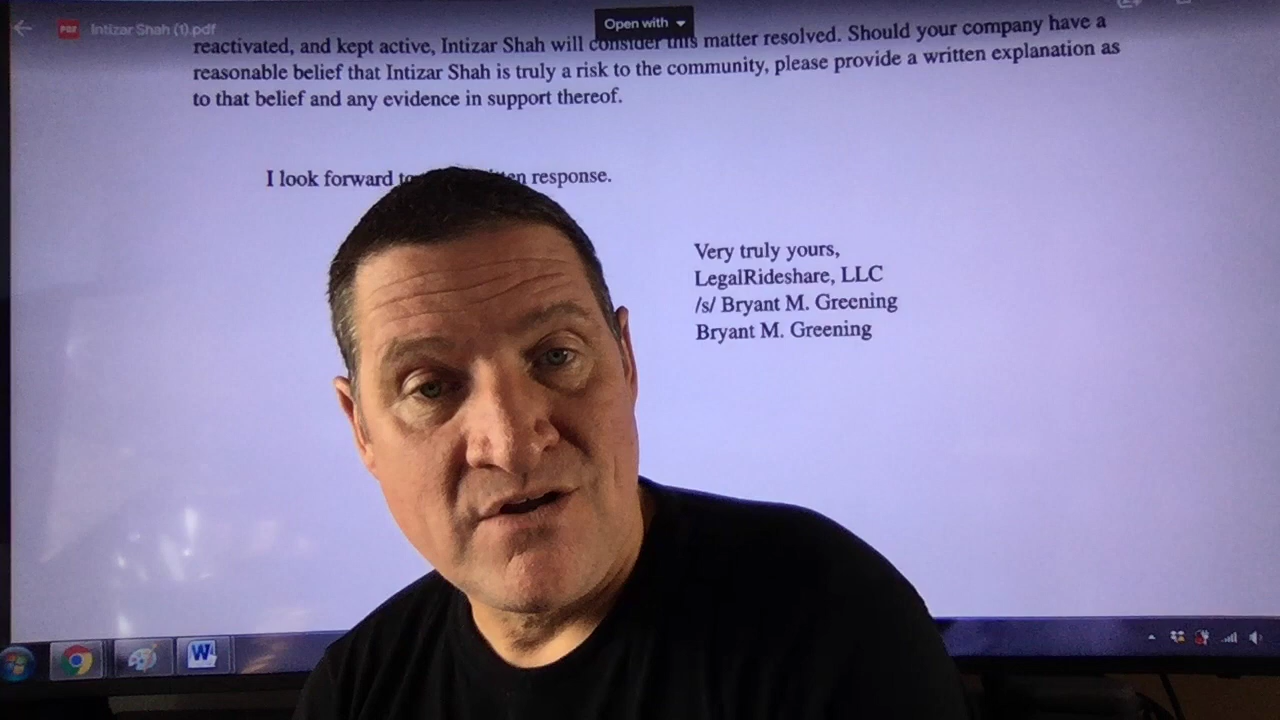 Intizar Shah (1).pdf
Open with
reactivated, and kept active, Intizar Shah will consider this matter resolved. Should your company have a
reasonable belief that Intizar Shah is truly a risk to the community, please provide a written explanation as
to that belief and any evidence in support thereof.
I look forward response.
Very truly yours,
LegalRideshare, LLC
/s/ Bryant M. Greening
Bryant M. Greening
W